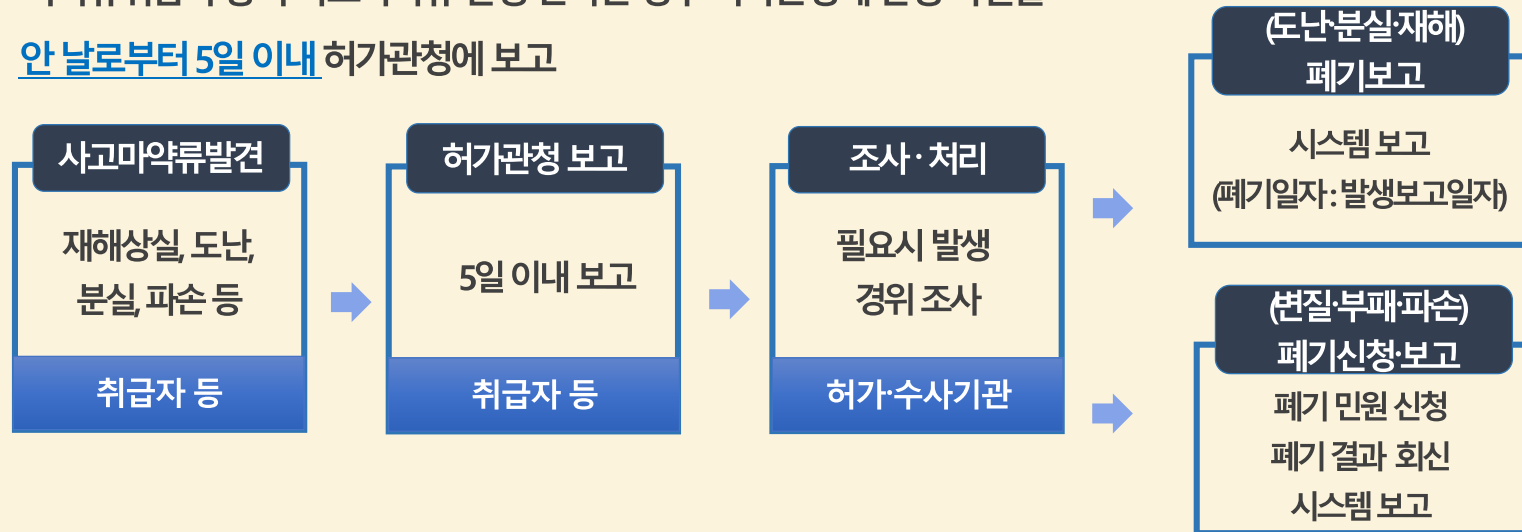 안 날로부터 5일 이내 허가관청에 보고
사고마약류발견
재해상실, 도난,
분실, 파손 등
취급자 등
허가관청 보고
5일 이내 보고
취급자 등
조사·처리
필요시 발생
경위 조사
허가·수사기관
(도난·분실·재해)
폐기보고
시스템 보고
(폐기일자 : 발생보고일자)
(변질·부패·파손)
폐기신청·보고
폐기 민원 신청
폐기 결과 회신
시스템 보고